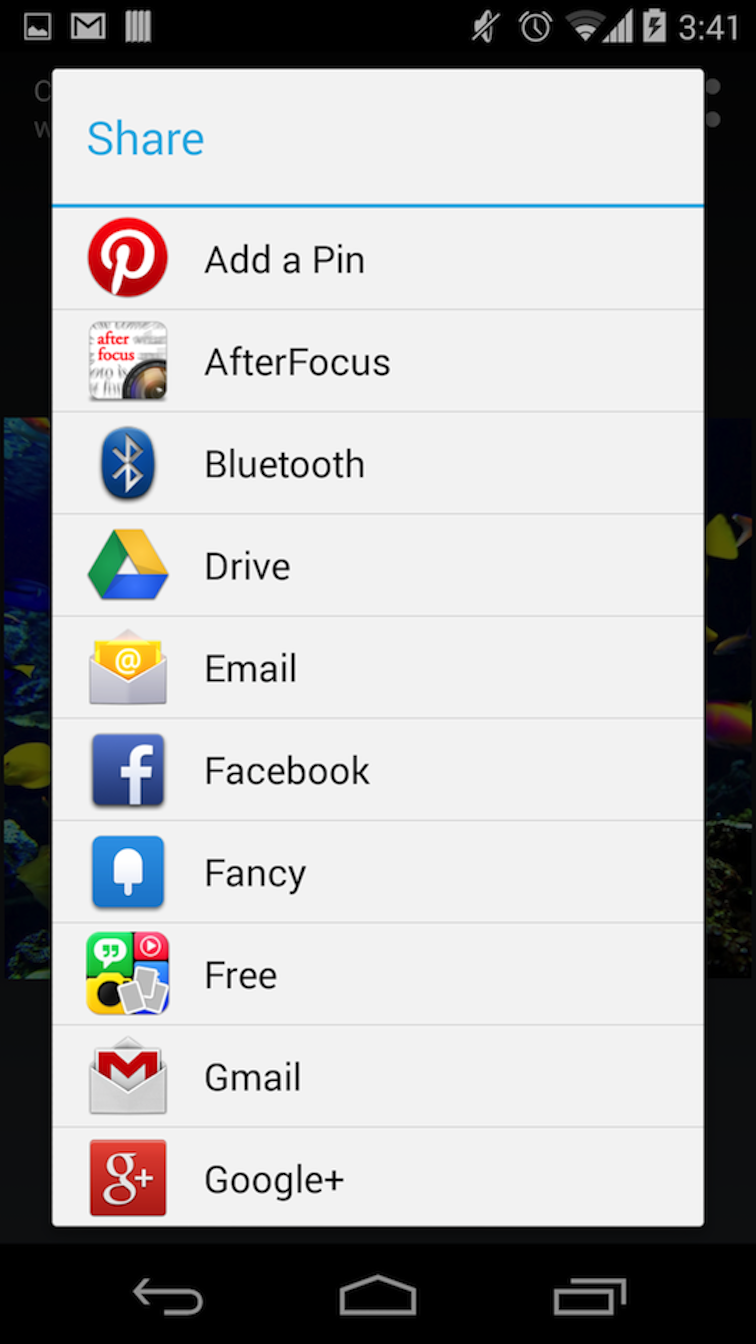 3:41
Share
Add a Pin
after
focus
AfterFocus
Bluetooth
Drive
Email
Facebook
Fancy
Free
Gmail
g+
Google+